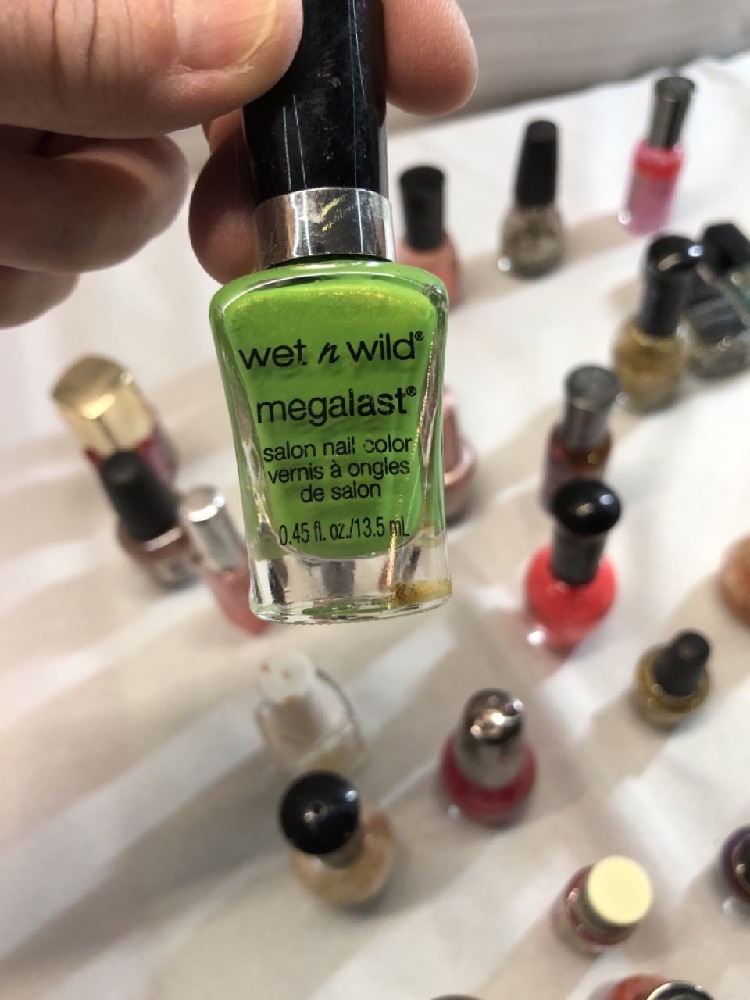 wet n wild®
megalast®
salon nail color
vernis à ongles
de salon
0.45 fl. oz./13.5 mL